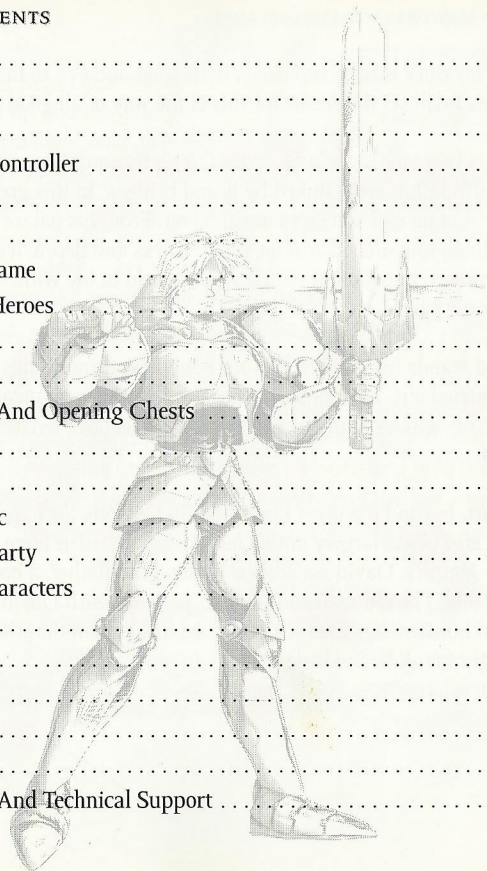 ENTS
ontroller
ame
Heroes
And Opening Chests
c
arty
aracters
And Technical Support